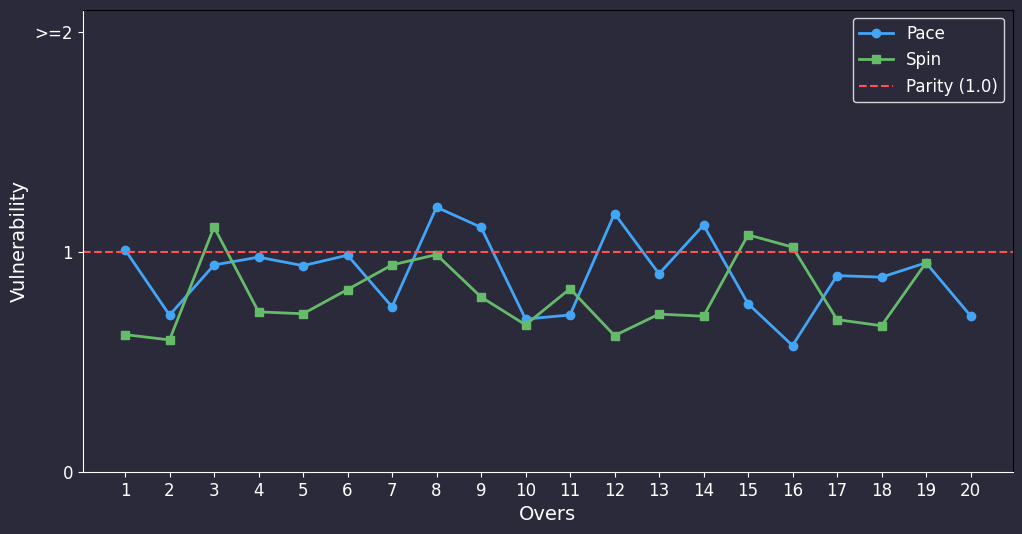 >=2
1
0
Vulnerability
Pace
Spin
Parity (1.0)
1 2 3 4 5 6 7 8 9 10 11 12 13 14 15 16 17 18 19 20
Overs